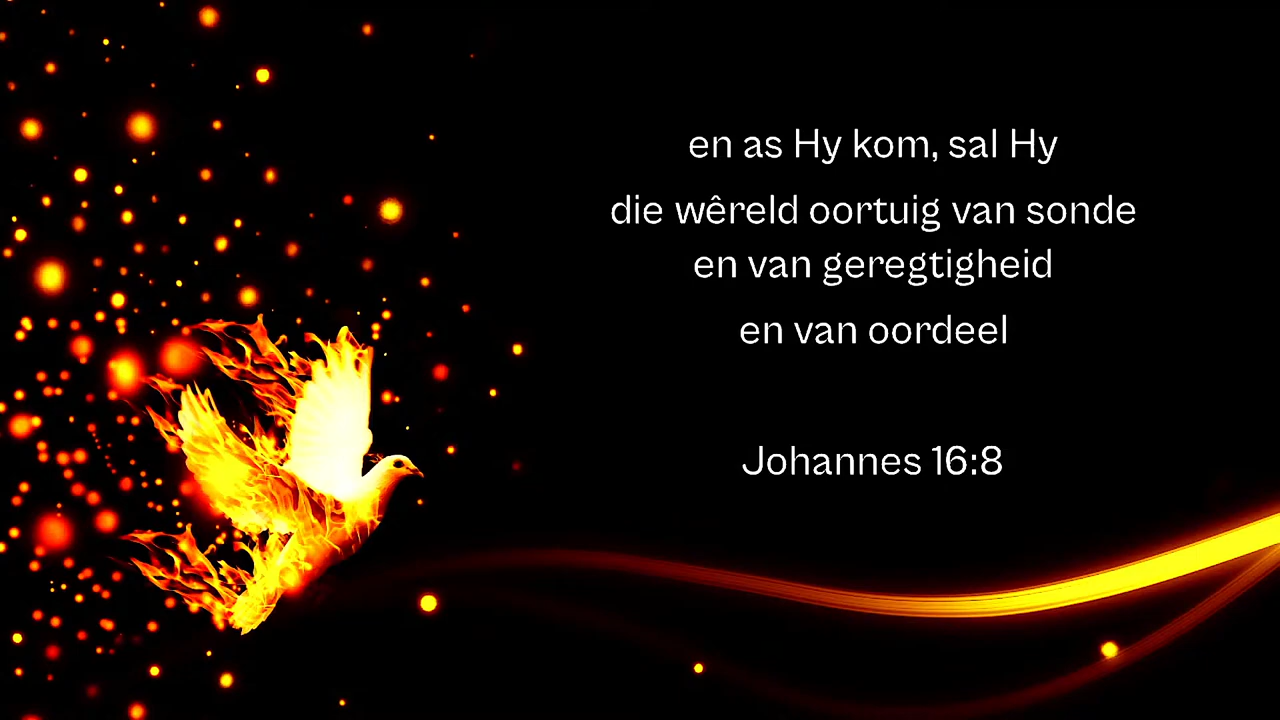 en as Hy kom, sal Hy
die wêreld oortuig van sonde
en van geregtigheid
en van oordeel
Johannes 16:8